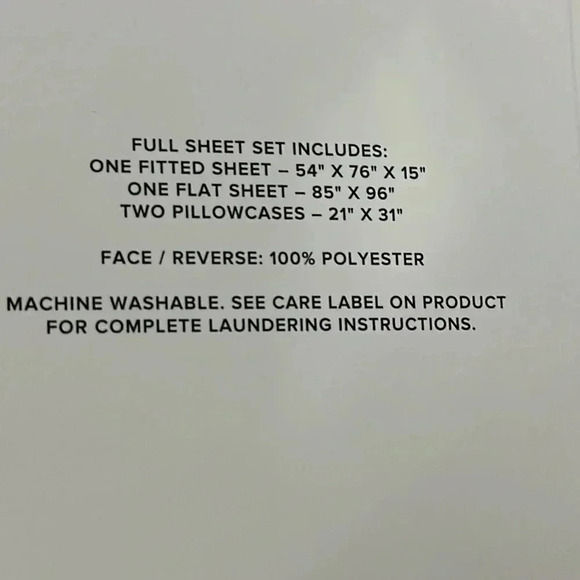 FULL SHEET SET INCLUDES:
ONE FITTED SHEET – 54" X 76" X 15"
ONE FLAT SHEET – 85" X 96"
TWO PILLOWCASES – 21" X 31"
FACE / REVERSE: 100% POLYESTER
MACHINE WASHABLE. SEE CARE LABEL ON PRODUCT
FOR COMPLETE LAUNDERING INSTRUCTIONS.